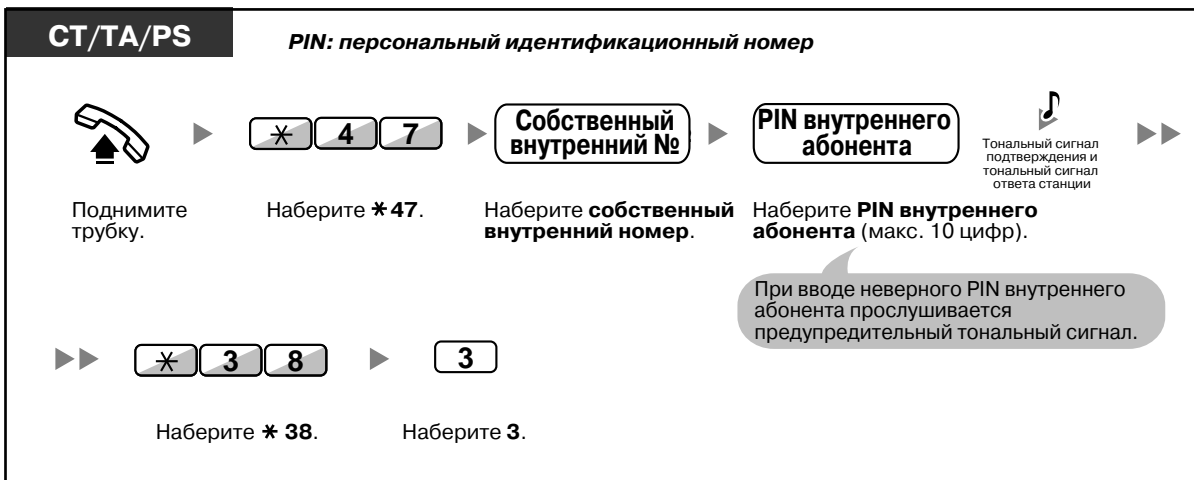 CT/TA/PS
PIN: персональный идентификационный номер
* 4 7
Собственный
внутренний №
PIN внутреннего
абонента
Тональный сигнал
подтверждения и
тональный сигнал
ответа станции
Поднимите
трубку.
Наберите *47.
Наберите собственный
внутренний номер.
Наберите PIN внутреннего
абонента (макс. 10 цифр).
При вводе неверного PIN внутреннего
абонента прослушивается
предупредительный тональный сигнал.
* 3 8
3
Наберите * 38.
Наберите 3.